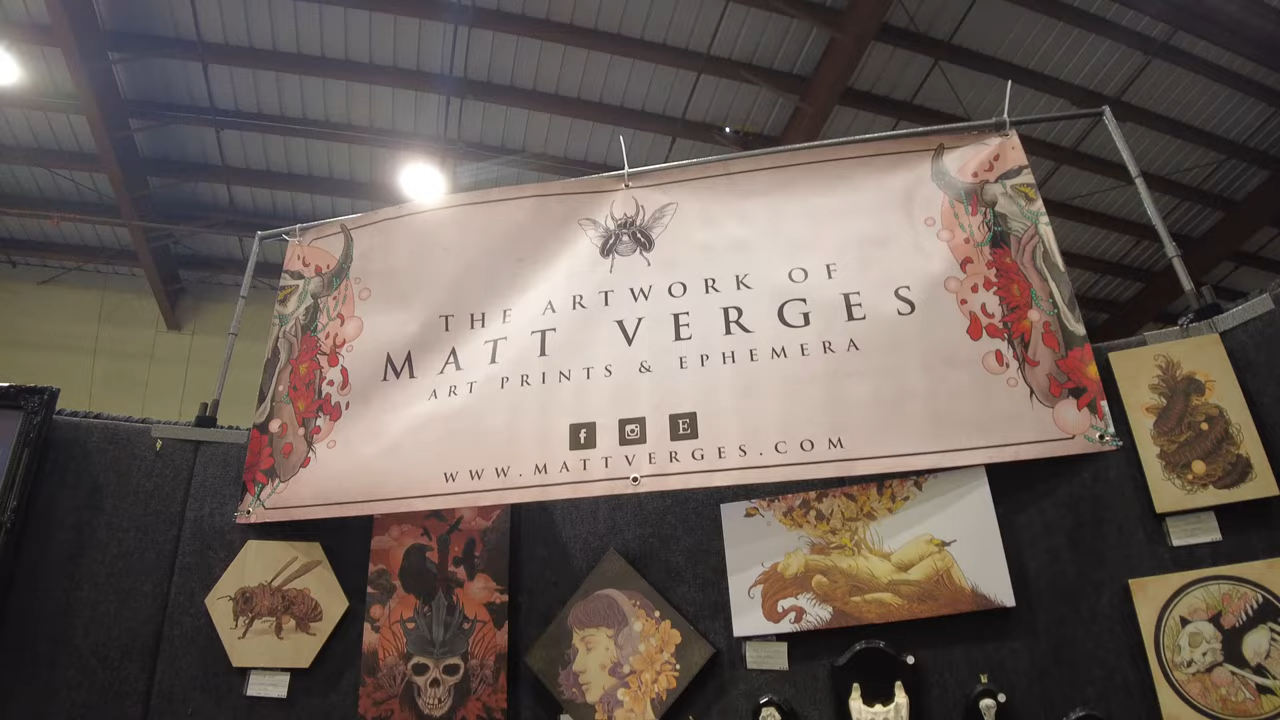 THE ARTWORK OF
MATT VERGES
ART PRINTS & EPHEMERA
f E
WWW.MATTVERGES.COM